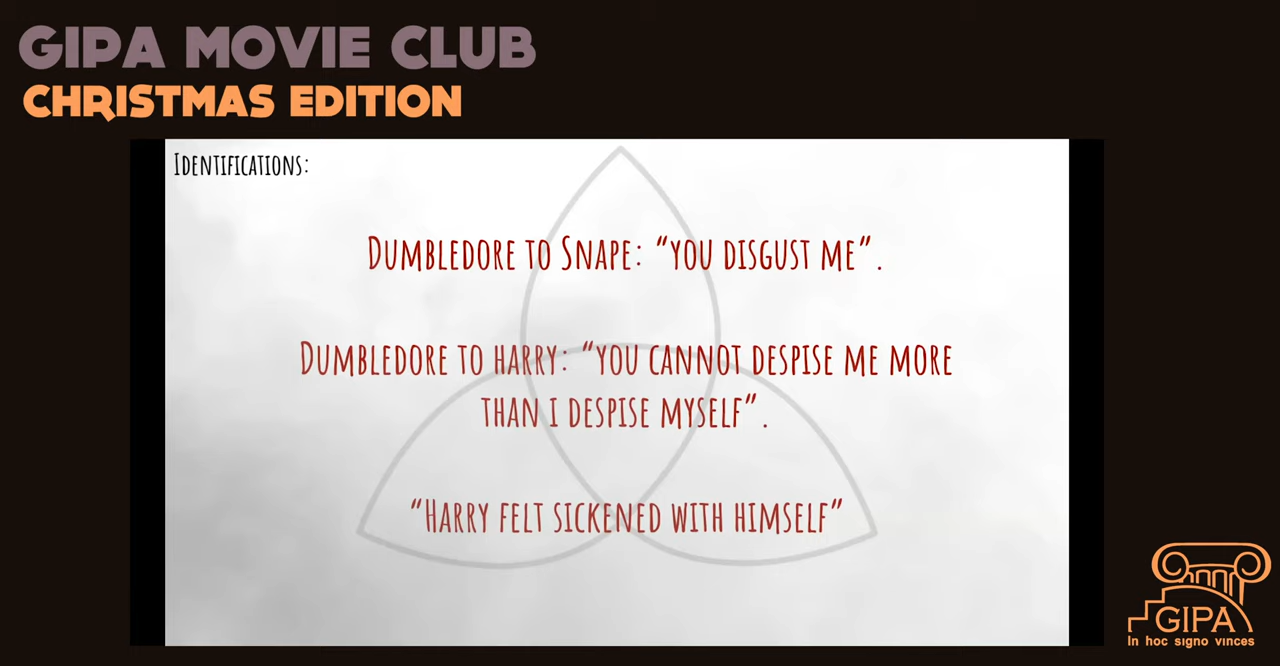 GIPA MOVIE CLUB
CHRISTMAS EDITION
IDENTIFICATIONS:
DUMBLEDORE TO SNAPE: “YOU DISGUST ME”.
DUMBLEDORE TO HARRY: “YOU CANNOT DESPISE ME MORE
THAN I DESPISE MYSELF”.
“HARRY FELT SICKENED WITH HIMSELF”
GIPA
In hoc signo vinces